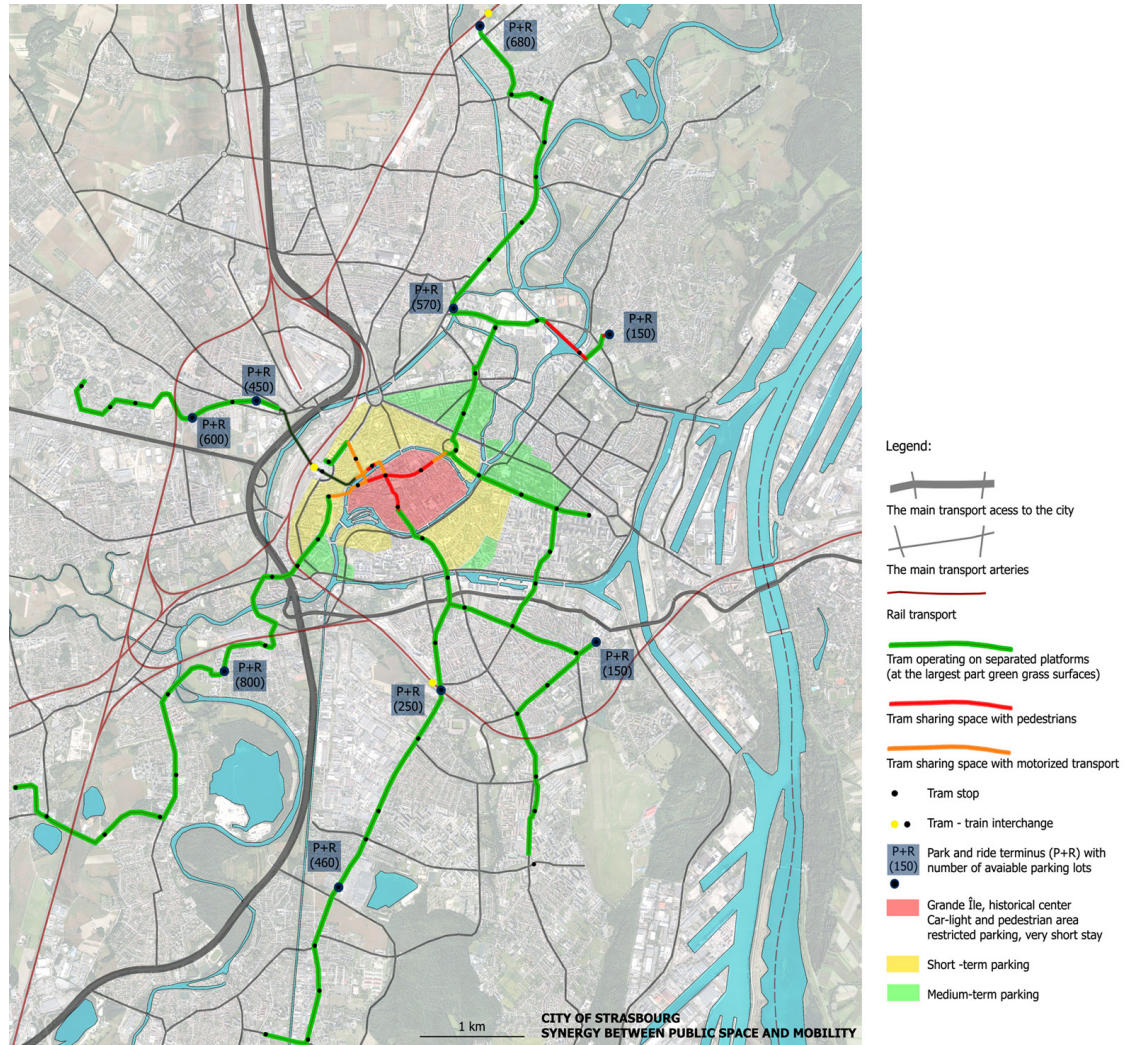 P+R
(680)
P+R
(570)
P+R
(150)
P+R
(450)
P+R
(600)
P+R
(800)
P+R
(150)
P+R
(250)
P+R
(460)
1 km
CITY OF STRASBOURG
SYNERGY BETWEEN PUBLIC SPACE AND MOBILITY
Legend:
The main transport acess to the city
The main transport arteries
Rail transport
Tram operating on separated platforms
(at the largest part green grass surfaces)
Tram sharing space with pedestrians
Tram sharing space with motorized transport
Tram stop
Tram - train interchange
P+R
(150)
Park and ride terminus (P+R) with
number of avaiable parking lots
Grande Île, historical center
Car-light and pedestrian area
restricted parking, very short stay
Short -term parking
Medium-term parking